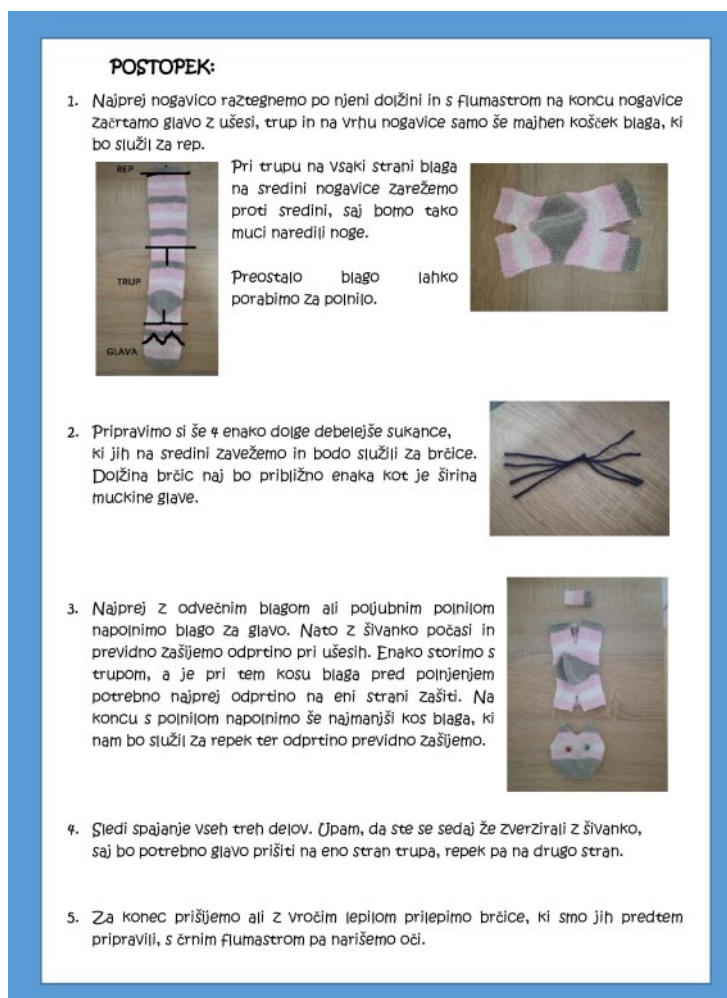 POSTOPEK:
1. Najprej nogavico raztegnemo po njeni dolžini in s flumastrom na koncu nogavice
začrtamo glavo z ušesi, trup in na vrhu nogavice samo še majhen košček blaga, ki
bo služil za rep.
REP
TRUP
GLAVA
Pri trupu na vsaki strani blaga
na sredini nogavice zarežemo
proti sredini, saj bomo tako
muci naredili noge.
Preostalo blago lahko
porabimo za polnilo.
2. Pripravimo si še 4 enako dolge debelejše sukance,
ki jih na sredini zavežemo in bodo služili za brčice.
Dolžina brčic naj bo približno enaka kot je širina
muckine glave.
3. Najprej z odvečnim blagom ali poljubnim polnilom
napolnimo blago za glavo. Nato z šivanko počasi in
previdno zašijemo odprtino pri ušesih. Enako storimo s
trupom, a je pri tem kosu blaga pred polnjenjem
potrebno najprej odprtino na eni strani zašiti. Na
koncu s polnilom napolnimo še najmanjši kos blaga, ki
nam bo služil za repek ter odprtino previdno zašijemo.
4. Sledi spajanje vseh treh delov. Upam, da ste se sedaj že zverzirali z šivanko,
saj bo potrebno glavo prišiti na eno stran trupa, repek pa na drugo stran.
5. Za konec prišijemo ali z vročim lepilom prilepimo brčice, ki smo jih predtem
pripravili, s črnim flumastrom pa narišemo oči.